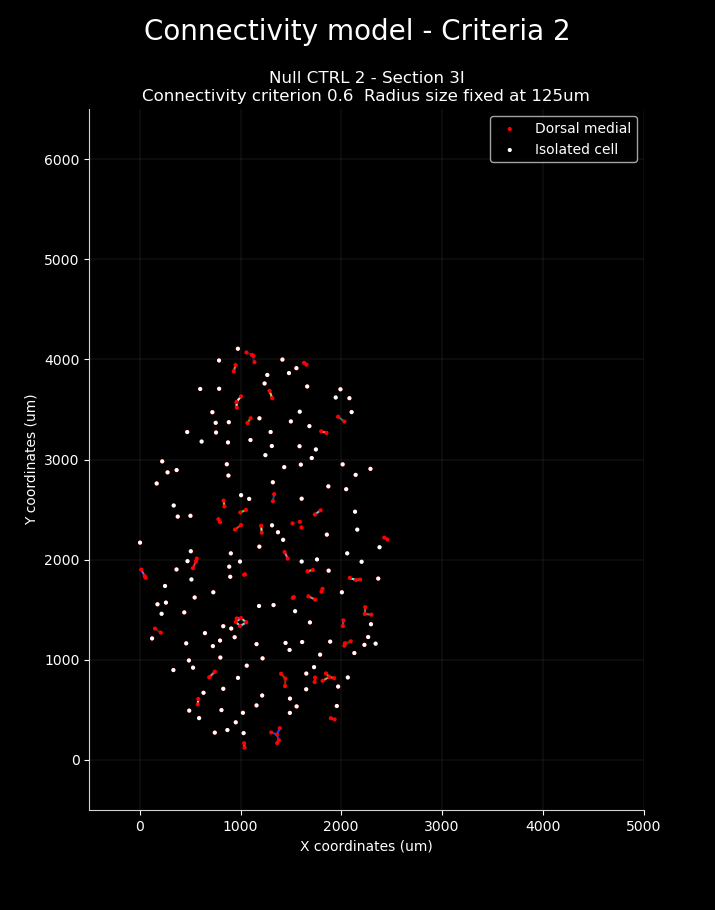 Connectivity model - Criteria 2
Null CTRL 2 - Section 3l
Connectivity criterion 0.6  Radius size fixed at 125um
Dorsal medial
Isolated cell
Y coordinates (um)
6000
5000
4000
3000
2000
1000
0
0
1000
2000
3000
4000
5000
X coordinates (um)